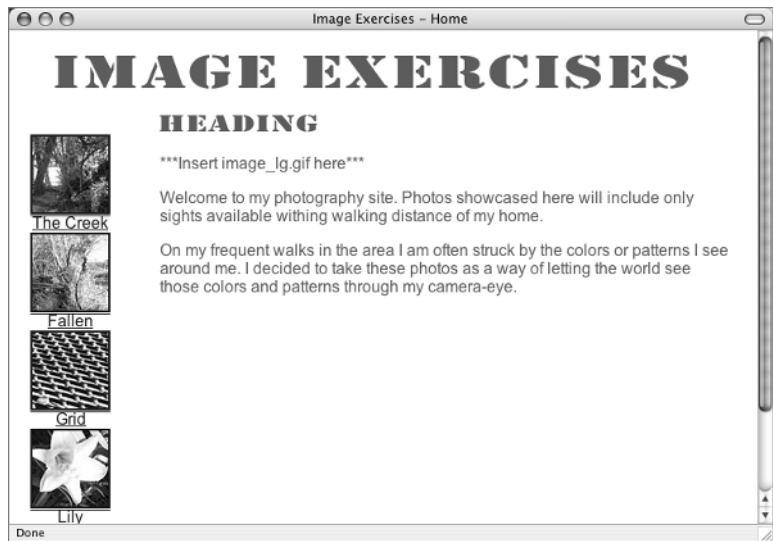 Image Exercises - Home
IMAGE EXERCISES
HEADING
***Insert image_lg.gif here***
Welcome to my photography site. Photos showcased here will include only
sights available withing walking distance of my home.
On my frequent walks in the area I am often struck by the colors or patterns I see
around me. I decided to take these photos as a way of letting the world see
those colors and patterns through my camera-eye.
The Creek
Fallen
Grid
Lily
Done